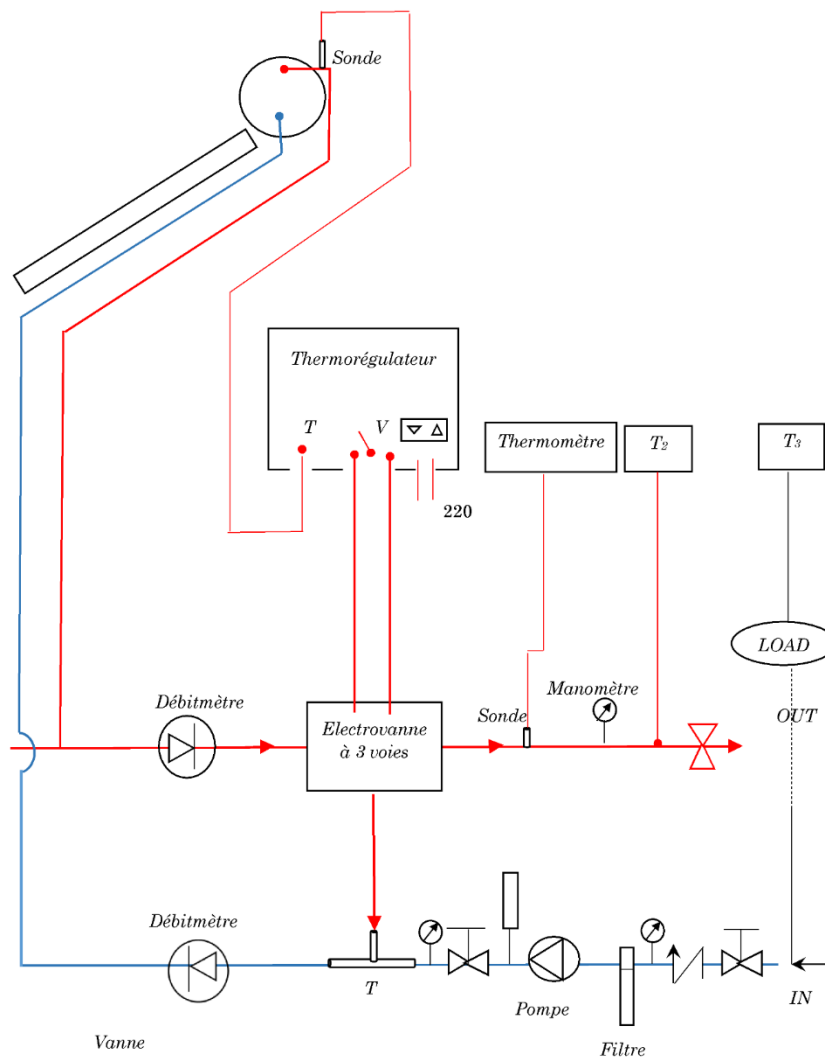 Sonde
Thermorégulateur
T
V
220
Thermomètre
T2
T3
LOAD
OUT
Débitmètre
Electrovanne
à 3 voies
Sonde
Manomètre
Débitmètre
T
Pompe
Filtre
IN
Vanne